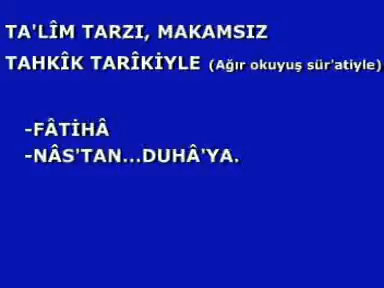 TA'LÎM TARZI, MAKAMSIZ
TAHKÎK TARÎKİYLE (Ağır okuyuş sür'atiyle)
-FÂTİHÂ
-NÂS'TAN...DUHÂ'YA.